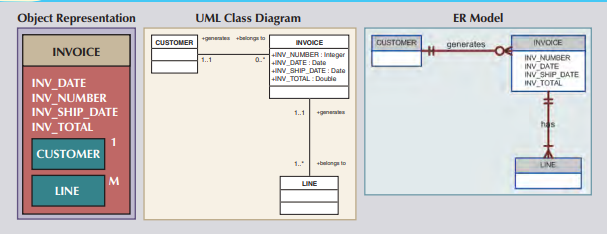 Object Representation
UML Class Diagram
ER Model
INVOICE
INV_DATE
INV_NUMBER
INV_SHIP_DATE
INV_TOTAL
1
CUSTOMER
M
LINE
CUSTOMER
+generates
+belongs to
1..1
0..*
INVOICE
+INV_NUMBER : Integer
+INV_DATE : Date
+INV_SHIP_DATE : Date
+INV_TOTAL : Double
1..1
+generates
1..*
+belongs to
LINE
CUSTOMER
generates
INVOICE
INV_NUMBER
INV_DATE
INV_SHIP_DATE
INV_TOTAL
has
LINE